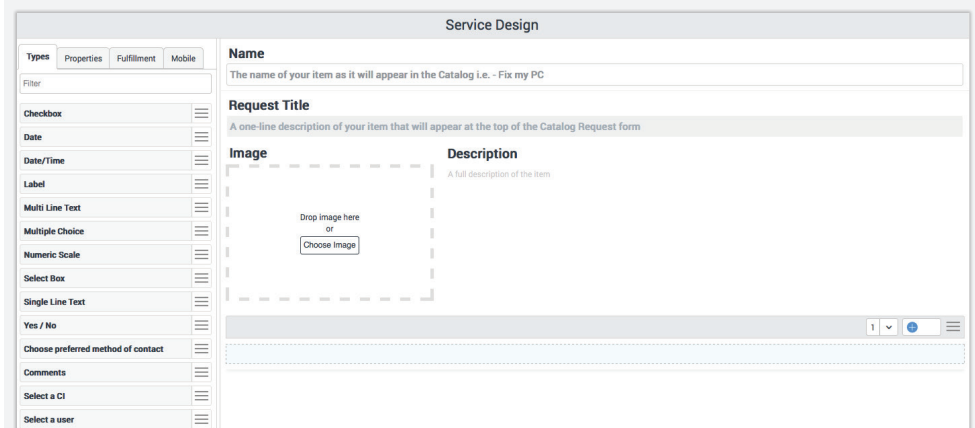 Service Design
Types
Properties
Fulfillment
Mobile
Filter
Checkbox
Date
Date/Time
Label
Multi Line Text
Multiple Choice
Numeric Scale
Select Box
Single Line Text
Yes / No
Choose preferred method of contact
Comments
Select a CI
Select a user
Name
The name of your item as it will appear in the Catalog i.e. - Fix my PC
Request Title
A one-line description of your item that will appear at the top of the Catalog Request form
Image
Drop image here
or
Choose Image
Description
A full description of the item
1